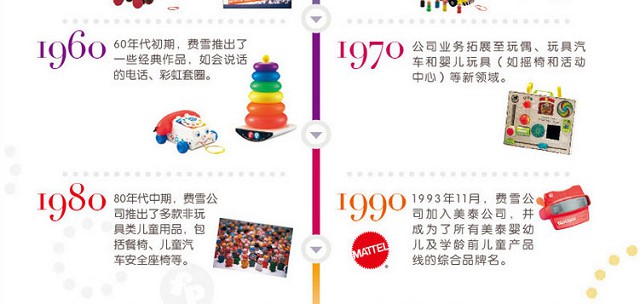 1960
60年代初期，费雪推出了
一些经典作品，如会说话
的电话、彩虹套圈。
1970
公司业务拓展至玩偶、玩具汽
车和婴儿玩具（如摇椅和活动
中心）等新领域。
1980
80年代中期，费雪公
司推出了多款非玩
具类儿童用品，包
括餐椅、儿童汽
车安全座椅等。
1990
1993年11月，费雪公
司加入美泰公司，并
成为了所有美泰婴幼
儿及学龄前儿童产品
线的综合品牌名。
MATTEL